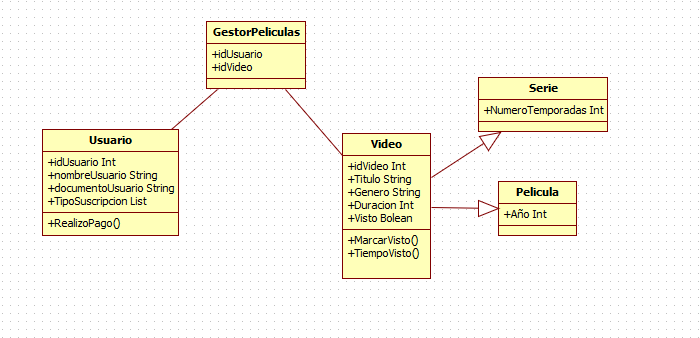 GestorPeliculas
+idUsuario
+idVideo
Usuario
+idUsuario Int
+nombreUsuario String
+documentoUsuario String
+TipoSuscripcion List
+RealizoPago()
Video
+idVideo Int
+Titulo String
+Genero String
+Duracion Int
+Visto Bolean
+MarcarVisto()
+TiempoVisto()
Serie
+NumeroTemporadas Int
Pelicula
+Año Int